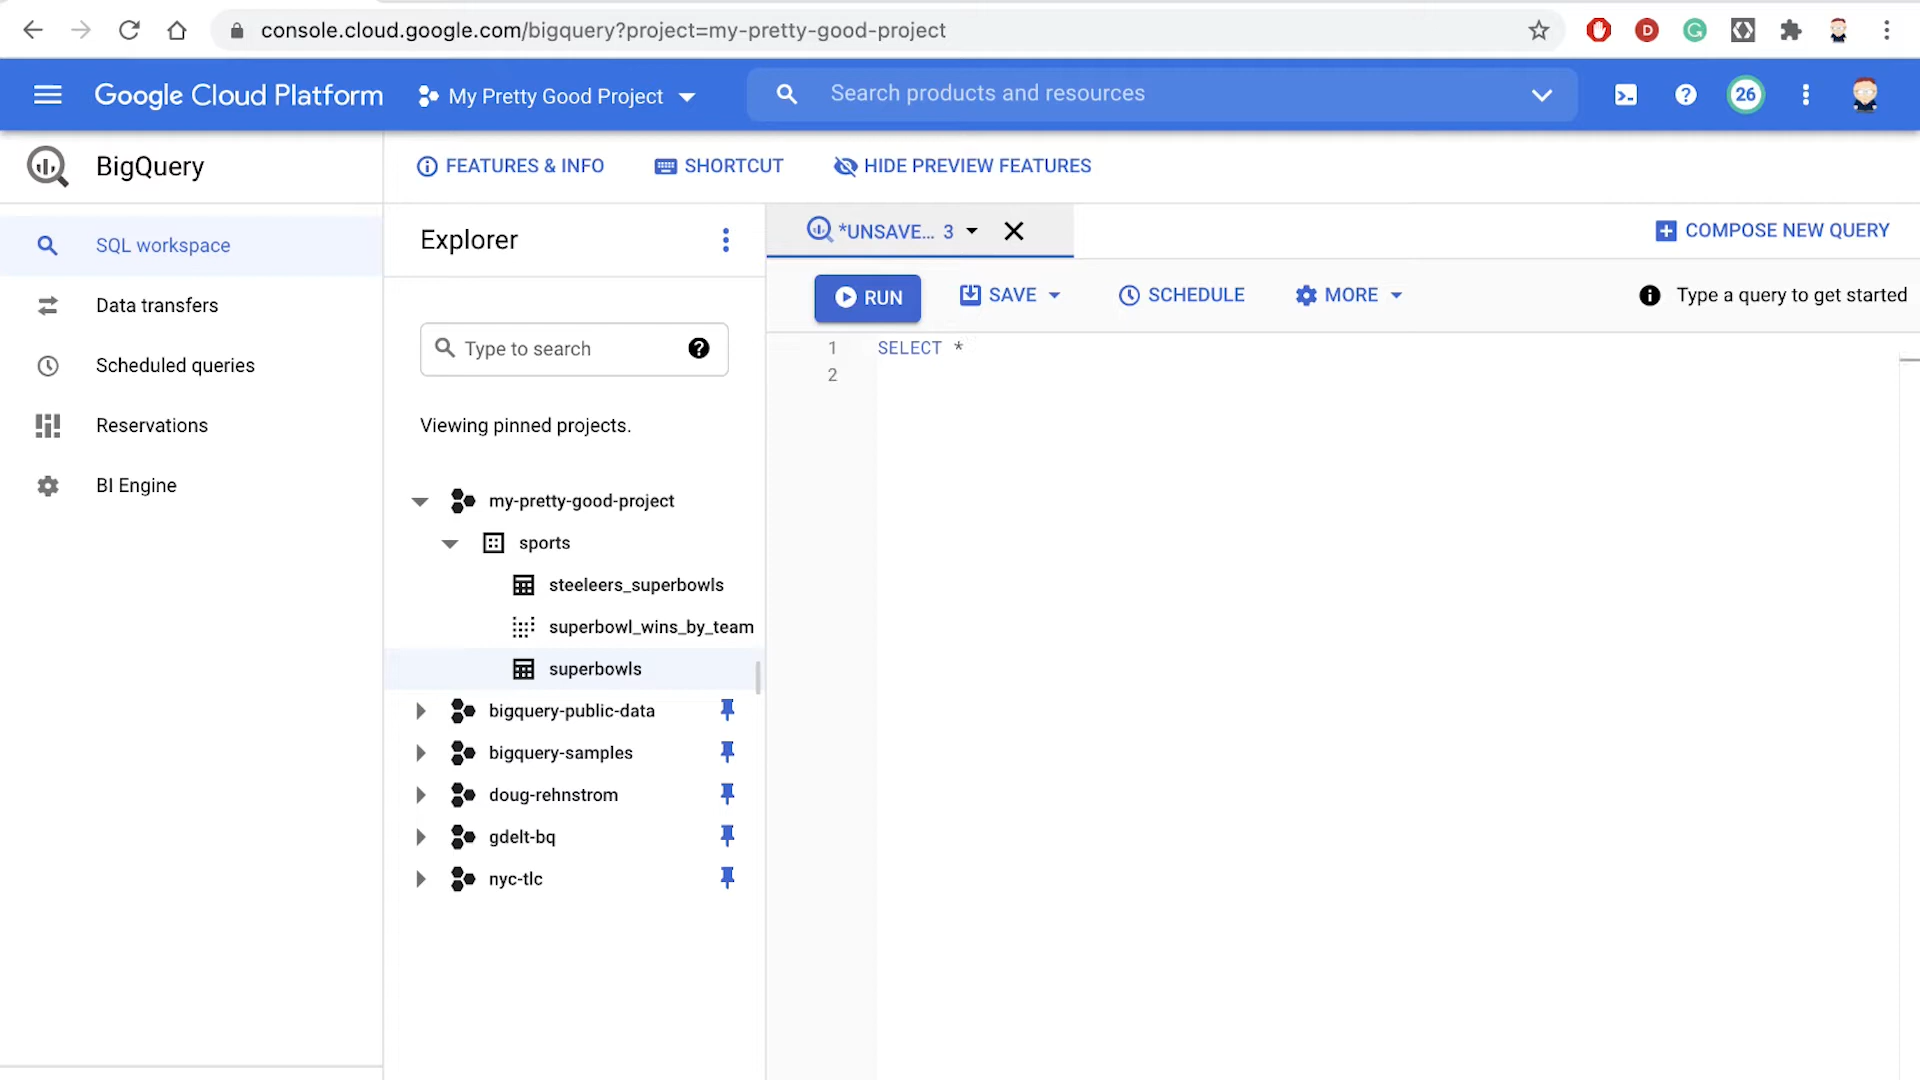 console.cloud.google.com/bigquery?project=my-pretty-good-project
D
G
Google Cloud Platform
My Pretty Good Project
Search products and resources
?
26
BigQuery
FEATURES & INFO
SHORTCUT
HIDE PREVIEW FEATURES
SQL workspace
Data transfers
Scheduled queries
Reservations
BI Engine
Explorer
Type to search
?
Viewing pinned projects.
my-pretty-good-project
sports
steeleers_superbowls
superbowl_wins_by_team
superbowls
bigquery-public-data
bigquery-samples
doug-rehnstrom
gdelt-bq
nyc-tlc
*UNSAVE... 3
COMPOSE NEW QUERY
RUN
SAVE
SCHEDULE
MORE
Type a query to get started
1 SELECT *
2